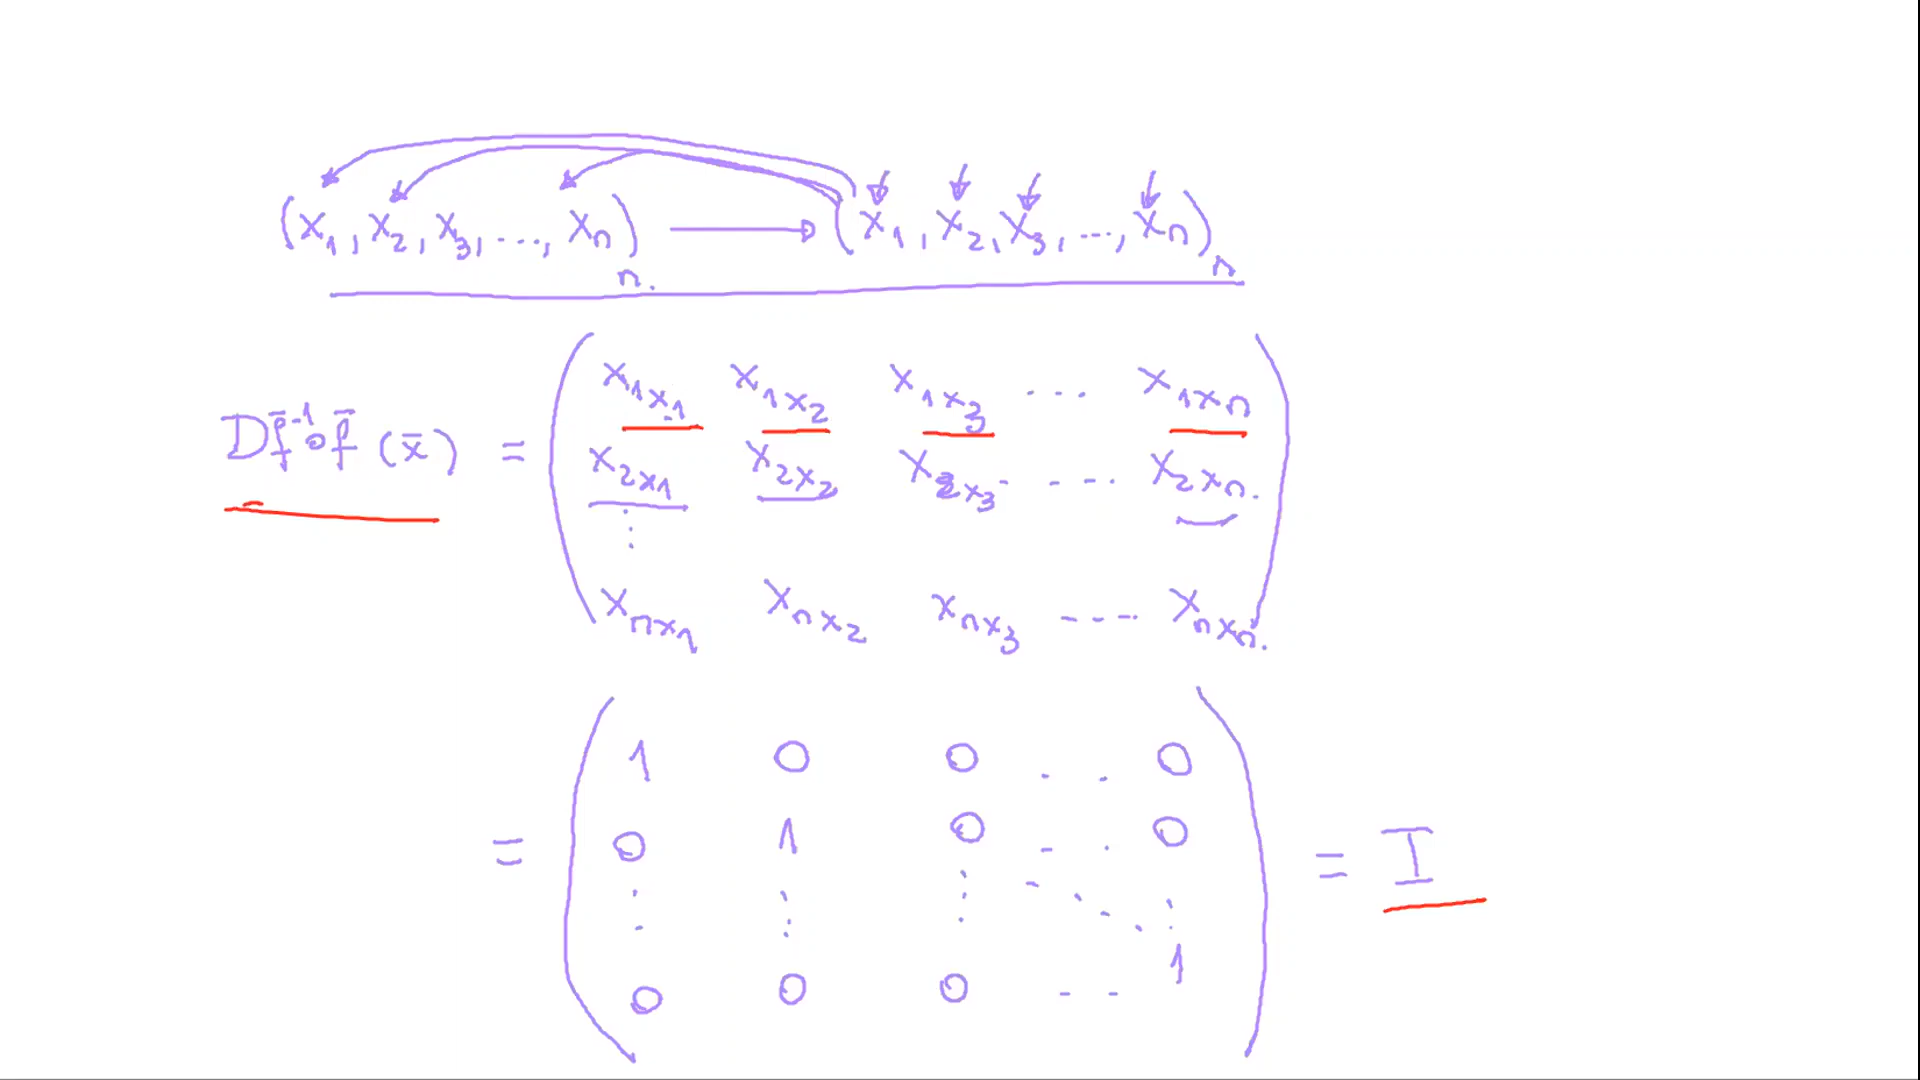 (x₁, x₂, x₃, ..., xₙ)ₙ. → (x₁, x₂, x₃, ..., xₙ)ₙ
Df̄⁻¹∘f̄ (x̄) = ( x₁ₓ₁ x₁ₓ₂ x₁ₓ₃ ... x₁ₓₙ
x₂ₓ₁ x₂ₓ₂ x₂ₓ₃ .... x₂ₓₙ.
⋮
xₙₓ₁ xₙₓ₂ xₙₓ₃ .... xₙₓₙ. )
= ( 1 0 0 .. 0
0 1 0 .. 0
⋮ ⋮ ⋮ ⋱ ⋮
0 0 0 .. 1 ) = I